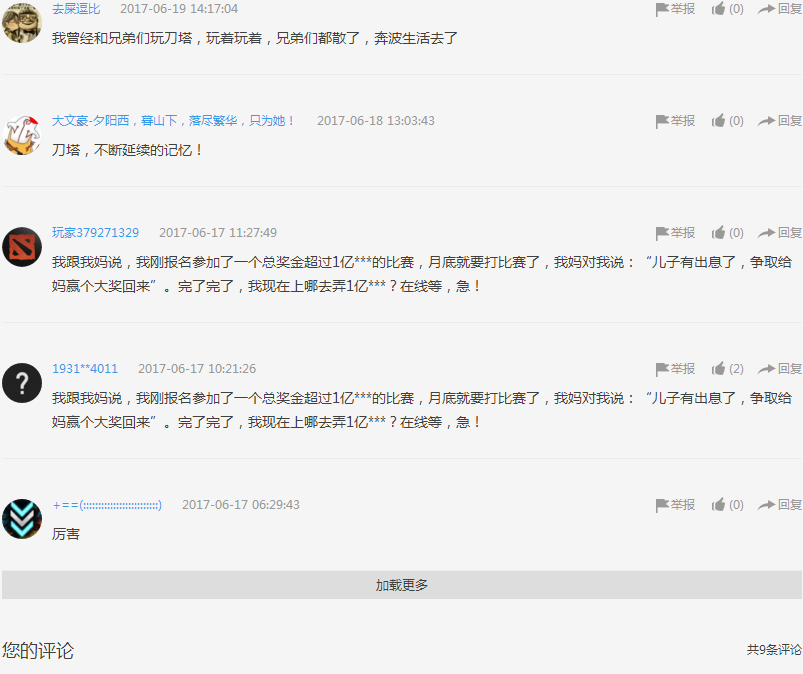 去屎逗比 2017-06-19 14:17:04 举报 (0) 回复
我曾经和兄弟们玩刀塔，玩着玩着，兄弟们都散了，奔波生活去了
大文豪-夕阳西，暮山下，落尽繁华，只为她！ 2017-06-18 13:03:43 举报 (0) 回复
刀塔，不断延续的记忆！
玩家379271329 2017-06-17 11:27:49 举报 (0) 回复
我跟我妈说，我刚报名参加了一个总奖金超过1亿***的比赛，月底就要打比赛了，我妈对我说：“儿子有出息了，争取给
妈赢个大奖回来”。完了完了，我现在上哪去弄1亿***？在线等，急！
1931**4011 2017-06-17 10:21:26 举报 (2) 回复
我跟我妈说，我刚报名参加了一个总奖金超过1亿***的比赛，月底就要打比赛了，我妈对我说：“儿子有出息了，争取给
妈赢个大奖回来”。完了完了，我现在上哪去弄1亿***？在线等，急！
+==(::::::::::::::::::::::::::) 2017-06-17 06:29:43 举报 (0) 回复
厉害
加载更多
您的评论 共9条评论